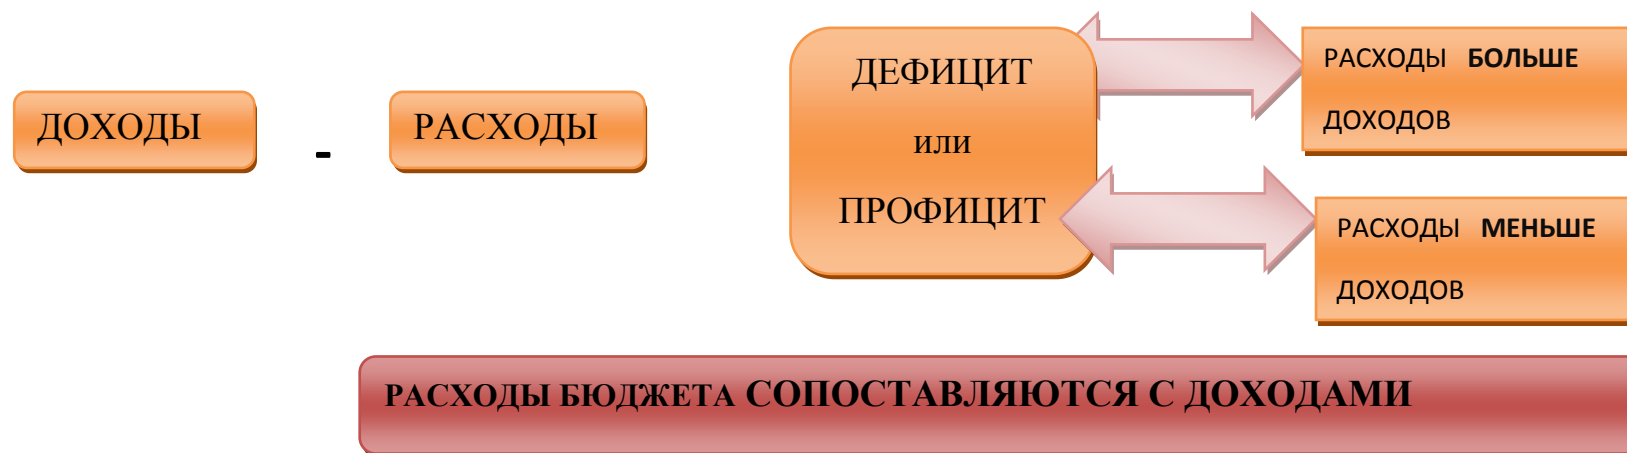 ДОХОДЫ
-
РАСХОДЫ
ДЕФИЦИТ
или
ПРОФИЦИТ
РАСХОДЫ БОЛЬШЕ
ДОХОДОВ
РАСХОДЫ МЕНЬШЕ
ДОХОДОВ
РАСХОДЫ БЮДЖЕТА СОПОСТАВЛЯЮТСЯ С ДОХОДАМИ